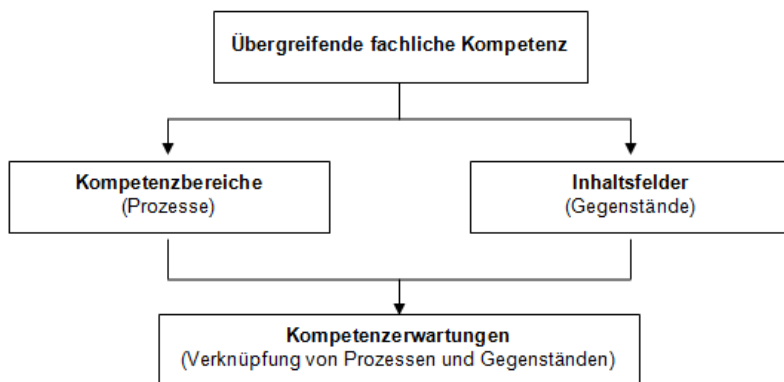 Übergreifende fachliche Kompetenz
Kompetenzbereiche
(Prozesse)
Inhaltsfelder
(Gegenstände)
Kompetenzerwartungen
(Verknüpfung von Prozessen und Gegenständen)